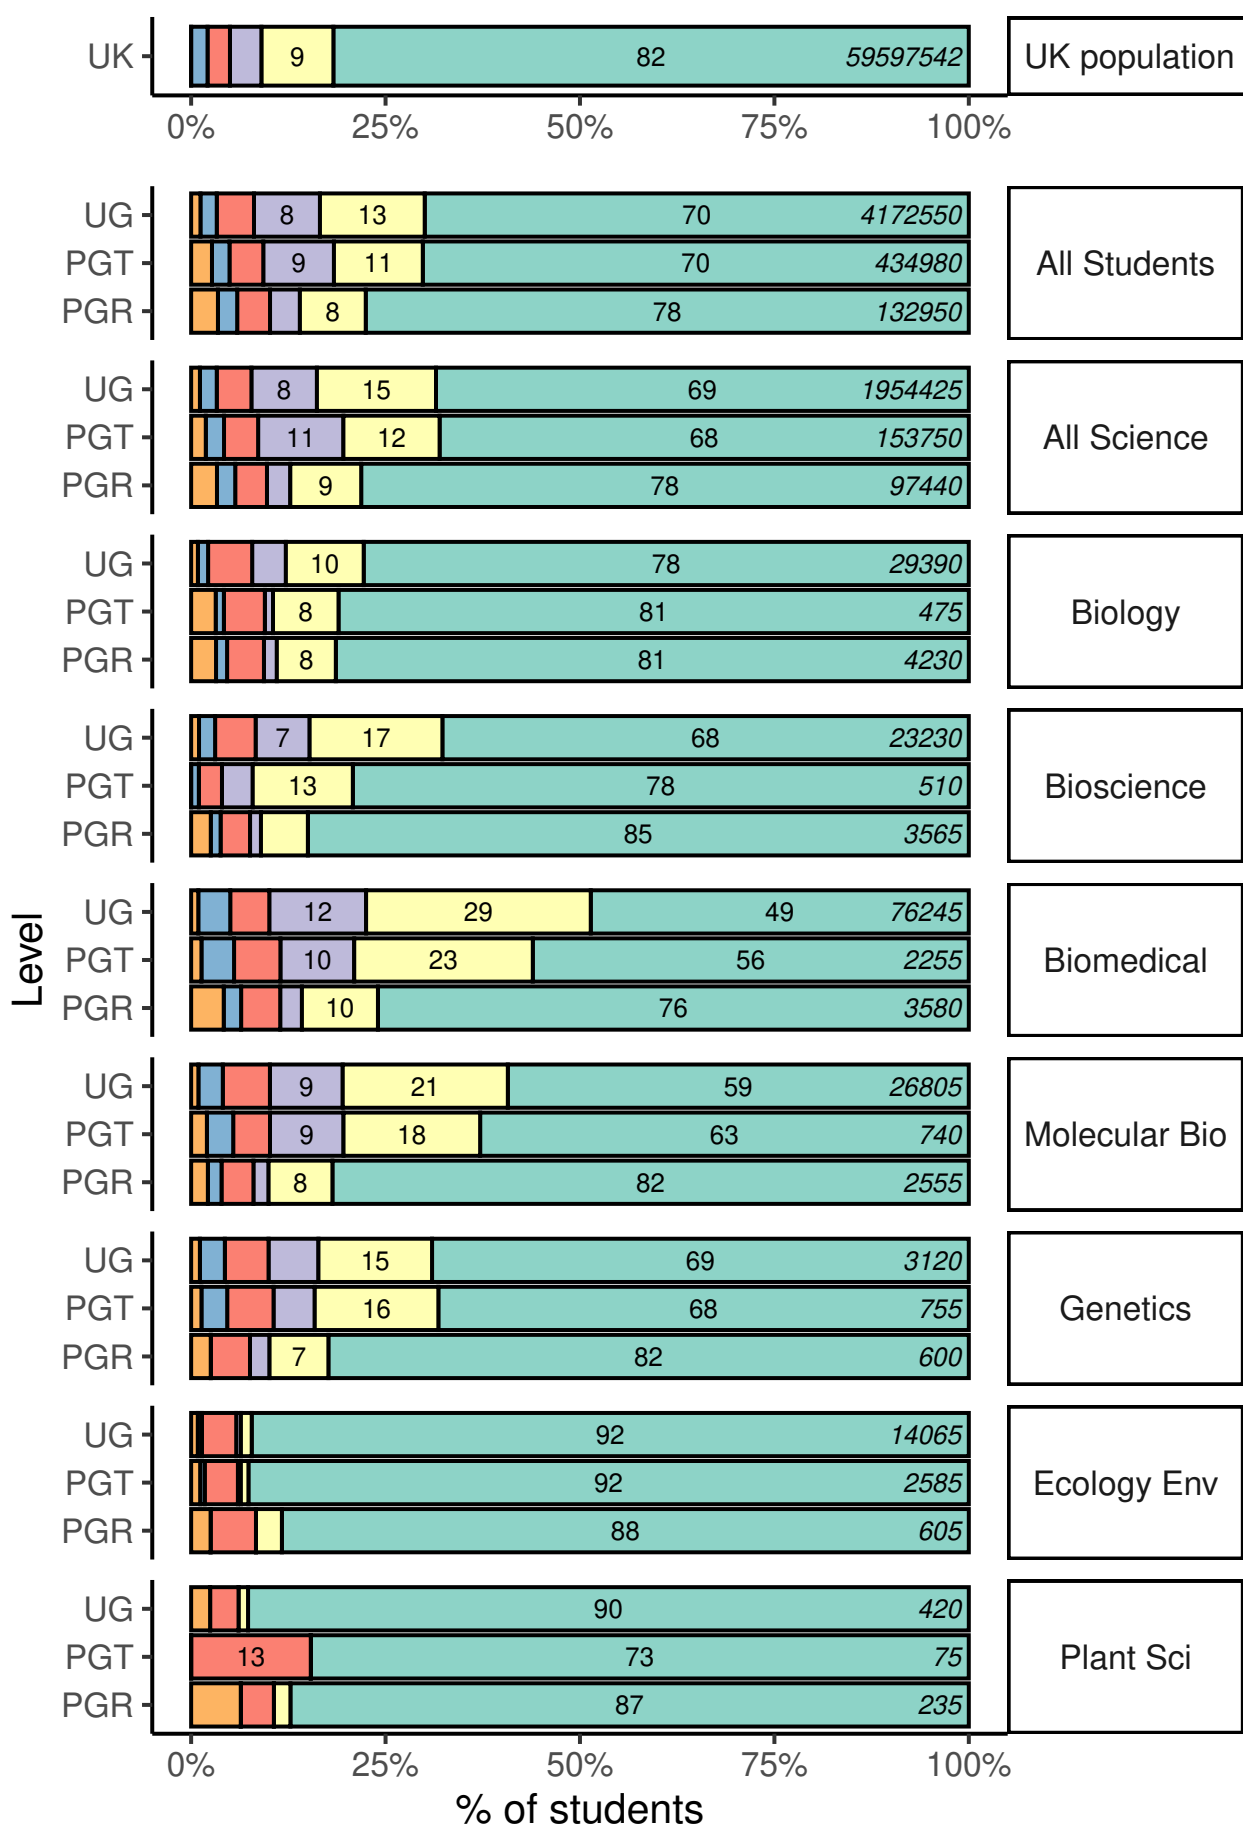 UK 9 82 59597542 UK population
0% 25% 50% 75% 100%
UG 8 13 70 4172550
PGT 9 11 70 434980 All Students
PGR 8 78 132950
UG 8 15 69 1954425
PGT 11 12 68 153750 All Science
PGR 9 78 97440
UG 10 78 29390
PGT 8 81 475 Biology
PGR 8 81 4230
UG 7 17 68 23230
PGT 13 78 510 Bioscience
PGR 85 3565
UG 12 29 49 76245
PGT 10 23 56 2255 Biomedical
PGR 10 76 3580
Level
UG 9 21 59 26805
PGT 9 18 63 740 Molecular Bio
PGR 8 82 2555
UG 15 69 3120
PGT 16 68 755 Genetics
PGR 7 82 600
UG 92 14065
PGT 92 2585 Ecology Env
PGR 88 605
UG 90 420
PGT 13 73 75 Plant Sci
PGR 87 235
0% 25% 50% 75% 100%
% of students